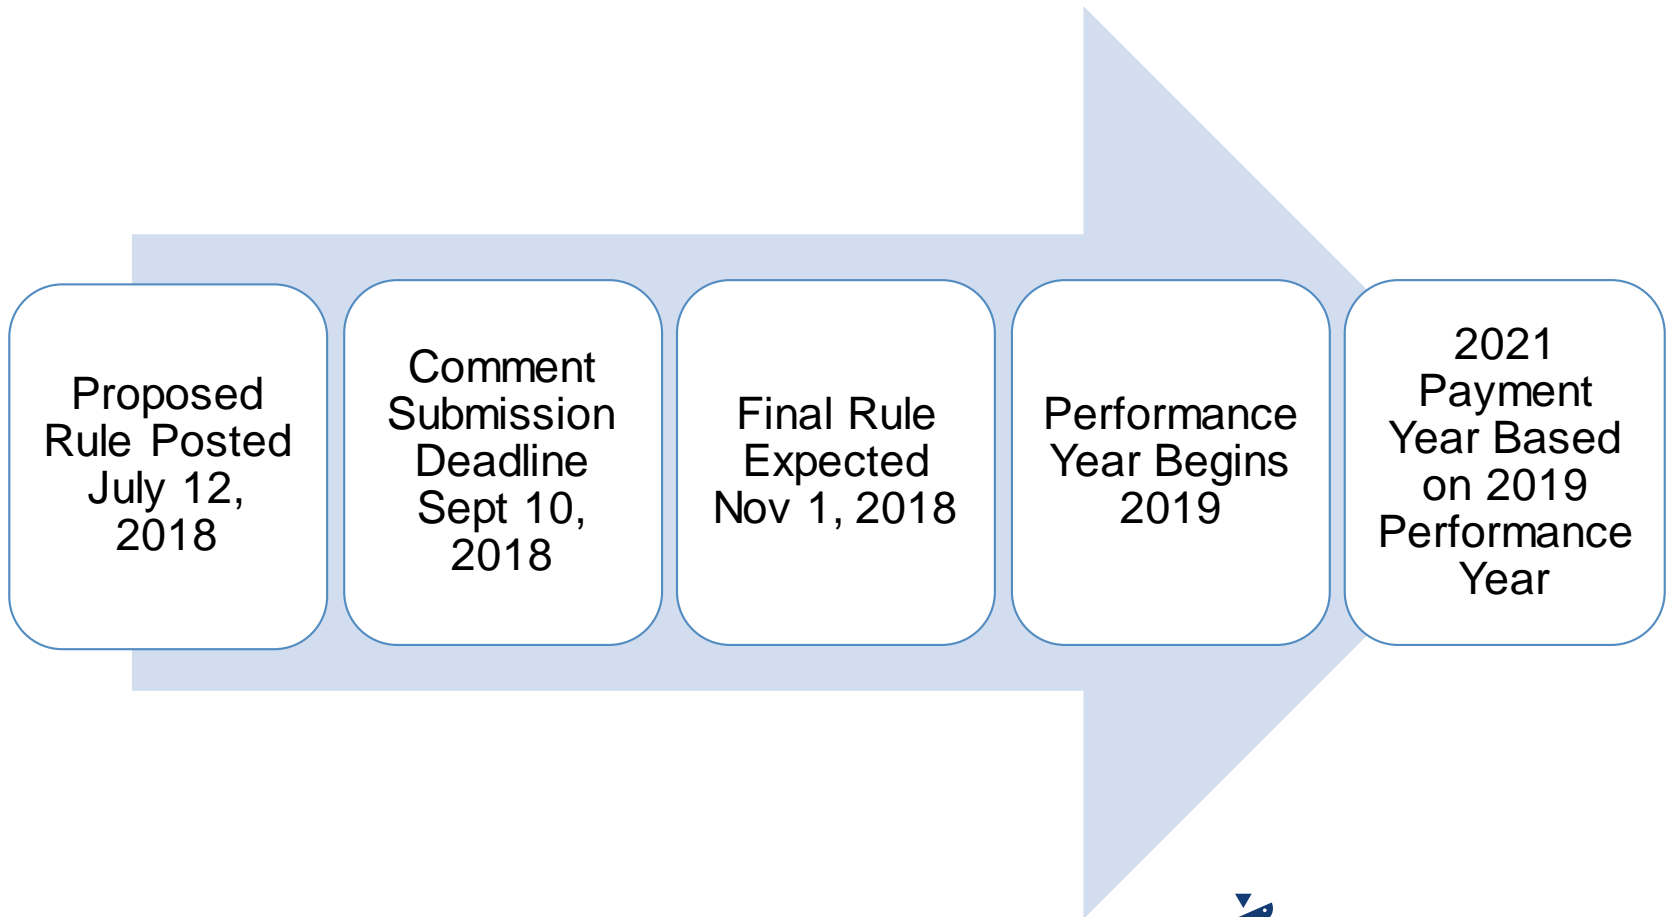 Proposed
Rule Posted
July 12,
2018
Comment
Submission
Deadline
Sept 10,
2018
Final Rule
Expected
Nov 1, 2018
Performance
Year Begins
2019
2021
Payment
Year Based
on 2019
Performance
Year